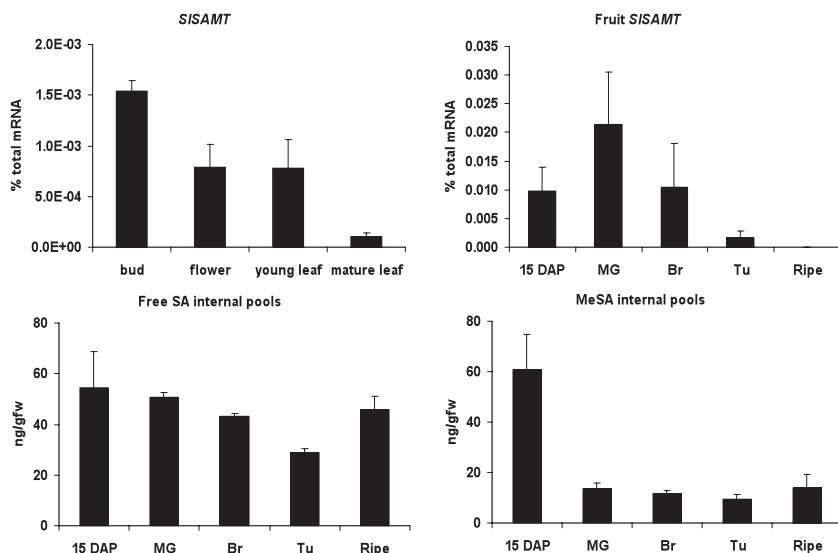 SlSAMT
% total mRNA
2.0E-03
1.5E-03
1.0E-03
5.0E-04
0.0E+00
bud flower young leaf mature leaf
Fruit SlSAMT
% total mRNA
0.035
0.030
0.025
0.020
0.015
0.010
0.005
0.000
15 DAP MG Br Tu Ripe
Free SA internal pools
ng/gfw
80
60
40
20
0
15 DAP MG Br Tu Ripe
MeSA internal pools
ng/gfw
80
60
40
20
0
15 DAP MG Br Tu Ripe